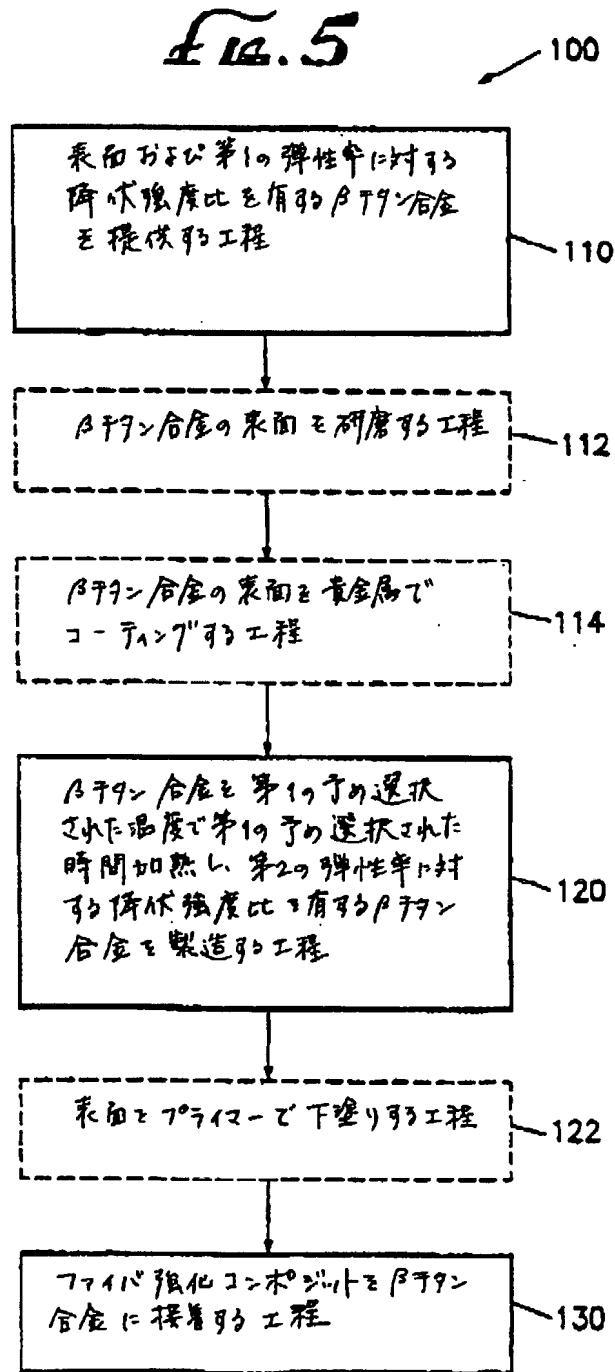 Fig. 5
100
表面および第1の弾性率に対する
降伏強度比を有するβチタン合金
を提供する工程
110
βチタン合金の表面を研磨する工程
112
βチタン合金の表面を貴金属で
コーティングする工程
114
βチタン合金を第1の予め選択
された温度で第1の予め選択された
時間加熱し、第2の弾性率に対
する降伏強度比を有するβチタン
合金を製造する工程
120
表面をプライマーで下塗りする工程
122
ファイバ強化コンポジットをβチタン
合金に接着する工程
130